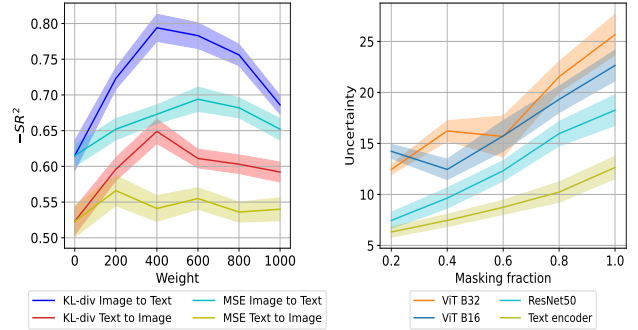 −SR²
0.80
0.75
0.70
0.65
0.60
0.55
0.50
0 200 400 600 800 1000
Weight
KL-div Image to Text MSE Image to Text
KL-div Text to Image MSE Text to Image
Uncertainty
25
20
15
10
5
0.2 0.4 0.6 0.8 1.0
Masking fraction
ViT B32 ResNet50
ViT B16 Text encoder